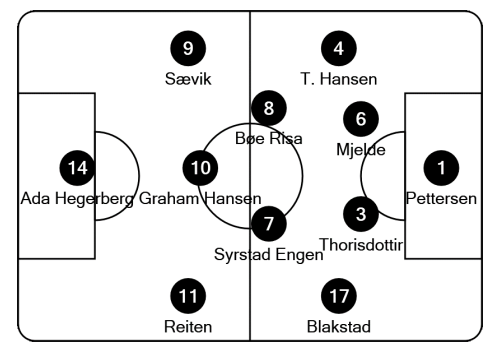 9
Sævik
4
T. Hansen
8
Bøe Risa
6
Mjelde
14
Ada Hegerberg
10
Graham Hansen
1
Pettersen
7
Syrstad Engen
3
Thorisdottir
11
Reiten
17
Blakstad